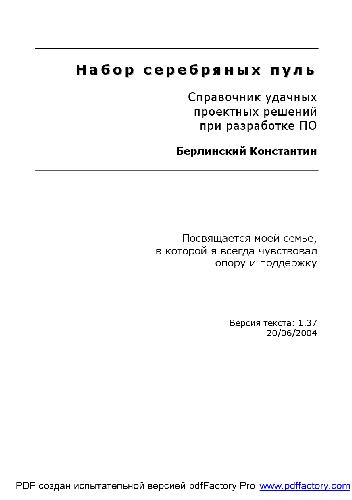 Набор серебряных пуль
Справочник удачных
проектных решений
при разработке ПО
Берлинский Константин
Посвящается моей семье,
в которой я всегда чувствовал
опору и поддержку
Версия текста: 1.37
20/06/2004
PDF создан испытательной версией pdfFactory Pro www.pdffactory.com